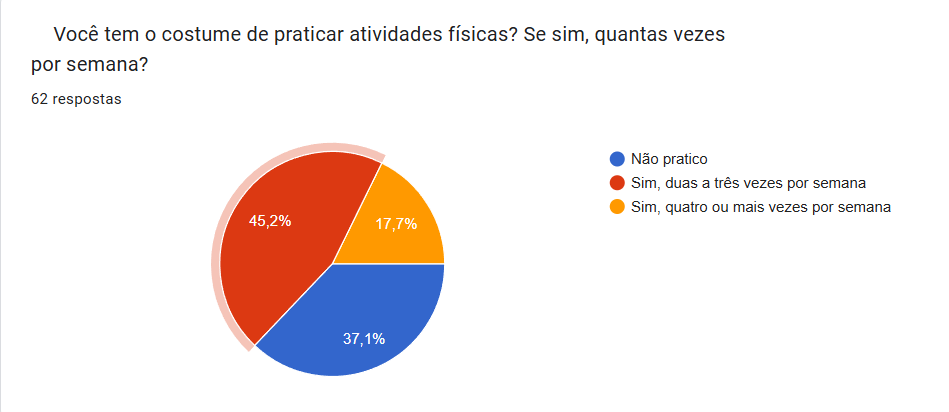 Você tem o costume de praticar atividades físicas? Se sim, quantas vezes
por semana?
62 respostas
45,2%
17,7%
37,1%
Não pratico
Sim, duas a três vezes por semana
Sim, quatro ou mais vezes por semana